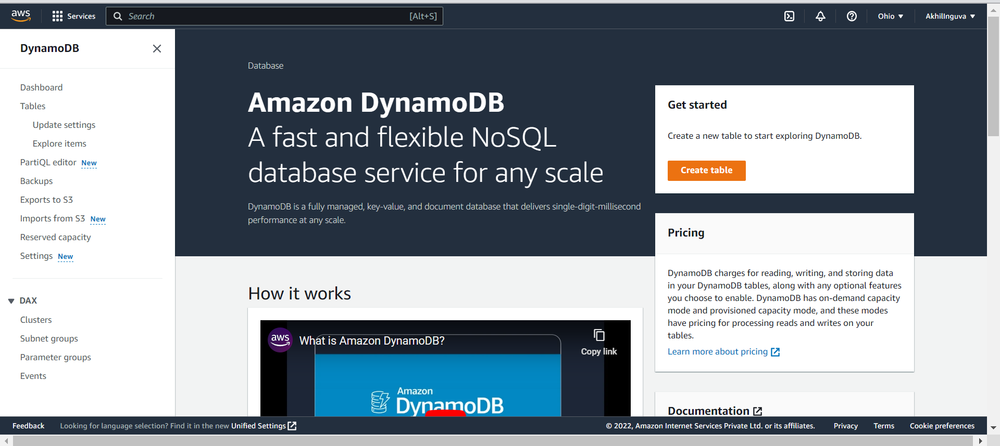 aws
Services
Search
[Alt+S]
Ohio
AkhilInguva
DynamoDB
Dashboard
Tables
Update settings
Explore items
PartiQL editor New
Backups
Exports to S3
Imports from S3 New
Reserved capacity
Settings New
DAX
Clusters
Subnet groups
Parameter groups
Events
Database
Amazon DynamoDB
A fast and flexible NoSQL
database service for any scale
DynamoDB is a fully managed, key-value, and document database that delivers single-digit-millisecond
performance at any scale.
Get started
Create a new table to start exploring DynamoDB.
Create table
Pricing
DynamoDB charges for reading, writing, and storing data
in your DynamoDB tables, along with any optional features
you choose to enable. DynamoDB has on-demand capacity
mode and provisioned capacity mode, and these modes
have pricing for processing reads and writes on your
tables.
Learn more about pricing
How it works
aws
What is Amazon DynamoDB?
Copy link
Amazon
DynamoDB
Documentation
Feedback
Looking for language selection? Find it in the new Unified Settings
© 2022, Amazon Internet Services Private Ltd. or its affiliates.
Privacy
Terms
Cookie preferences